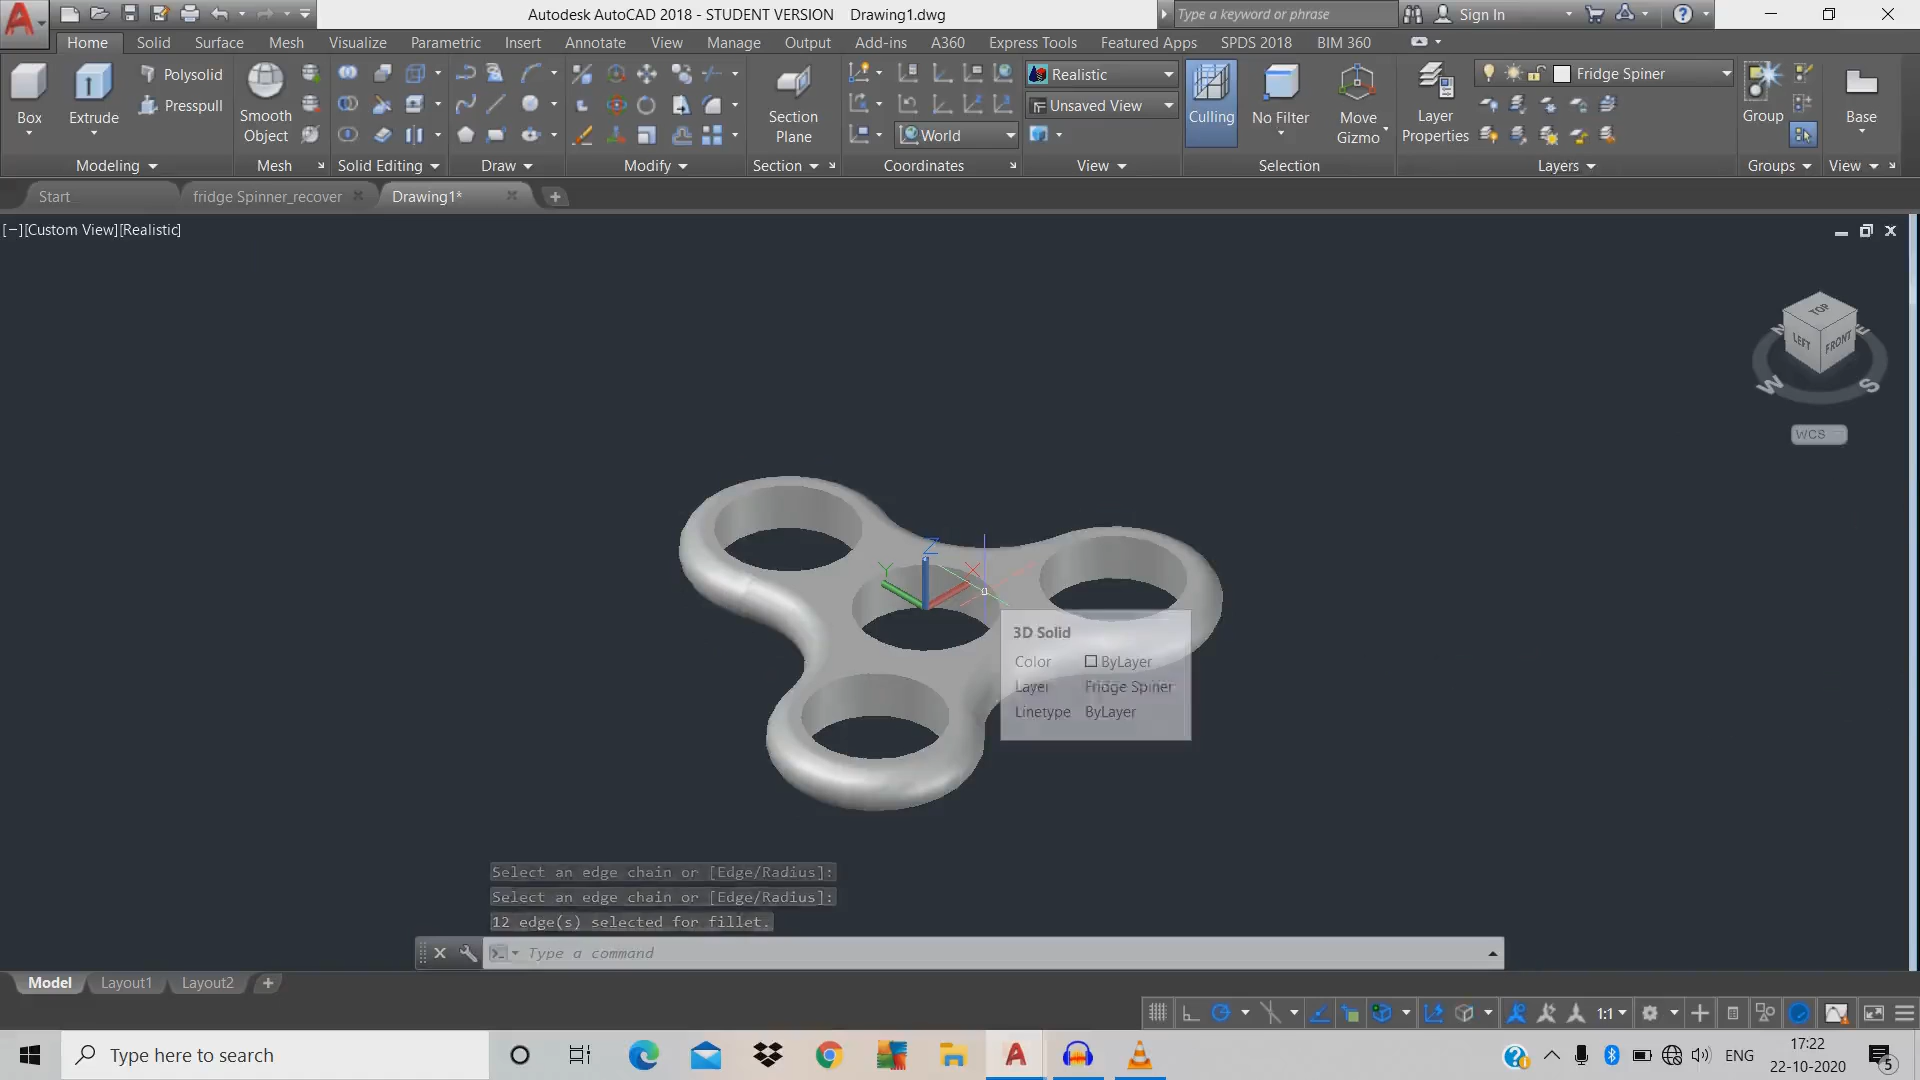 Autodesk AutoCAD 2018 - STUDENT VERSION Drawing1.dwg
Type a keyword or phrase
Sign In
Home Solid Surface Mesh Visualize Parametric Insert Annotate View Manage Output Add-ins A360 Express Tools Featured Apps SPDS 2018 BIM 360
Box
Extrude
Polysolid
Presspull
Smooth
Object
Section
Plane
World
Realistic
Unsaved View
Culling
No Filter
Move
Gizmo
Layer
Properties
Fridge Spiner
Group
Base
Modeling Mesh Solid Editing Draw Modify Section Coordinates View Selection Layers Groups View
Start fridge Spinner_recover Drawing1*
[−][Custom View][Realistic]
TOP
LEFT
FRONT
N
E
W
S
WCS
Z
Y
X
3D Solid
Color ByLayer
Layer Fridge Spiner
Linetype ByLayer
Select an edge chain or [Edge/Radius]:
Select an edge chain or [Edge/Radius]:
12 edge(s) selected for fillet.
Type a command
Model Layout1 Layout2
1:1
Type here to search
ENG
17:22
22-10-2020
5